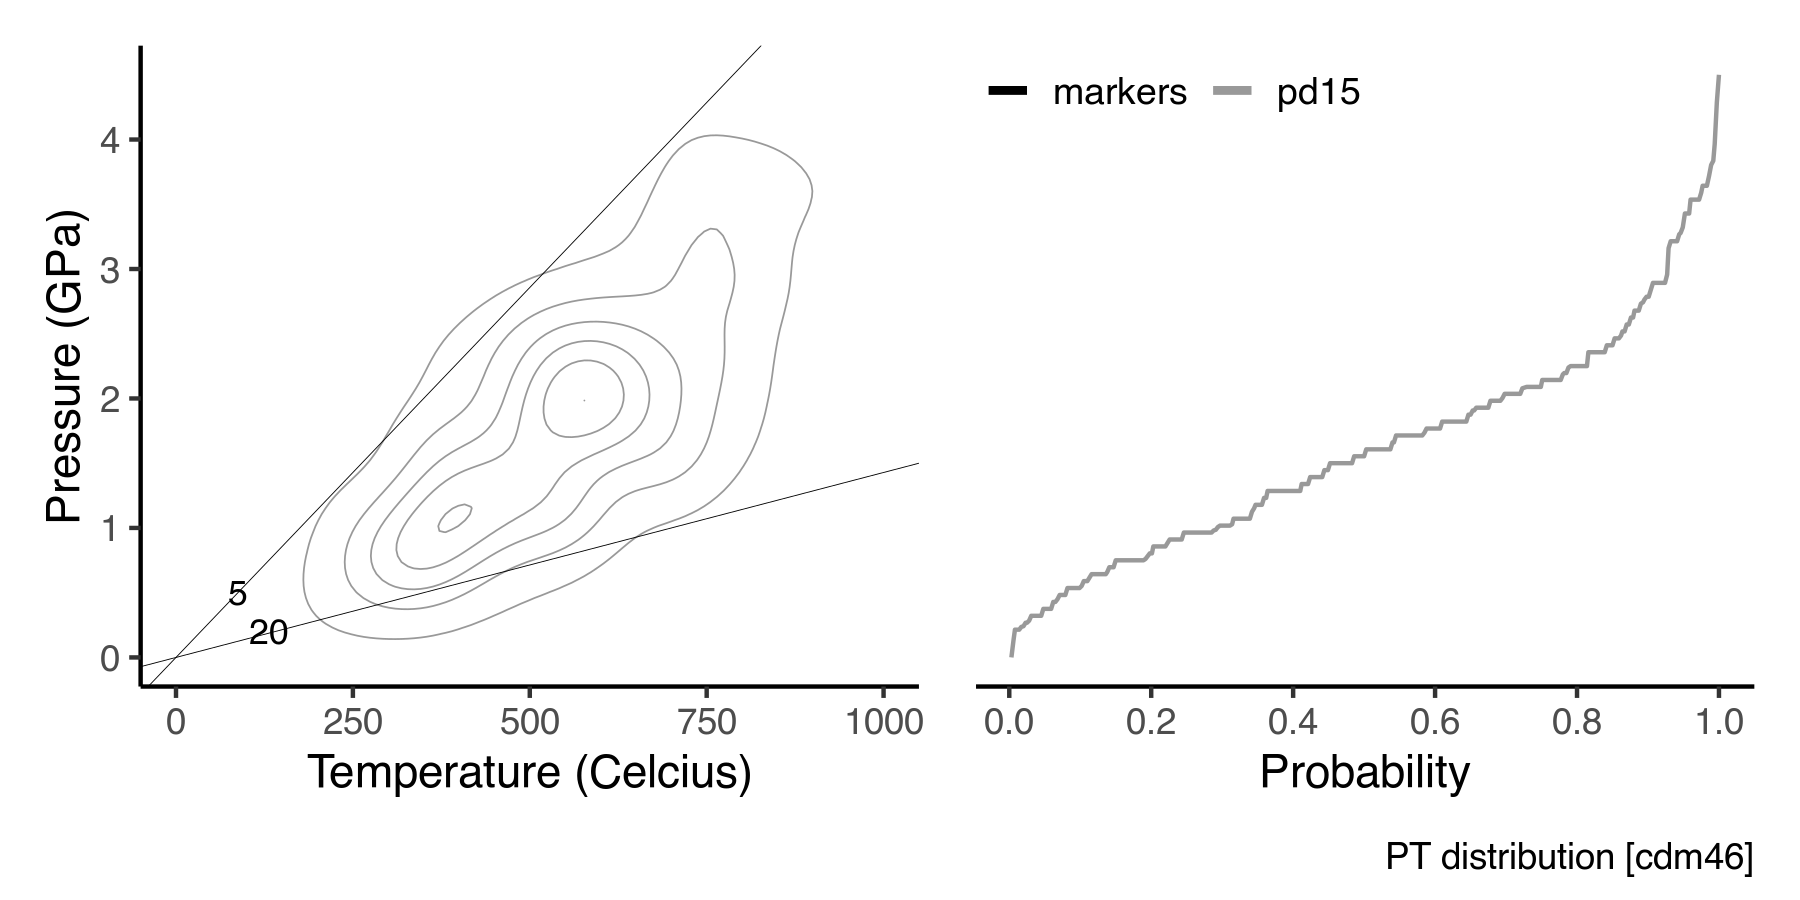 4
3
2
1
0
Pressure (GPa)
5
20
0 250 500 750 1000
Temperature (Celcius)
markers pd15
0.0 0.2 0.4 0.6 0.8 1.0
Probability
PT distribution [cdm46]